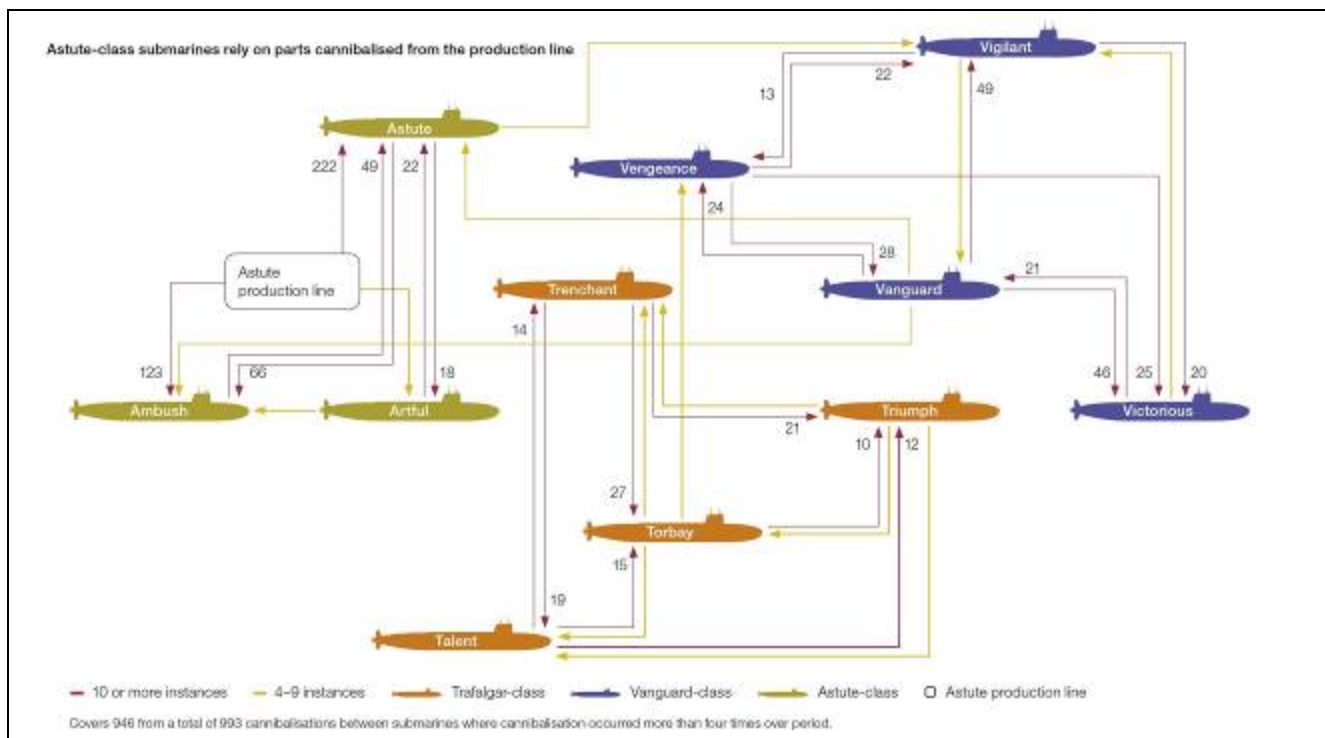 Astute-class submarines rely on parts cannibalised from the production line
Vigilant
22
13
49
Astute
222
49
22
Vengeance
24
28
Astute
production line
Trenchant
Vanguard
21
14
123
66
18
46
25
20
Ambush
Artful
Triumph
Victorious
21
10
12
27
Torbay
15
19
Talent
10 or more instances
4–9 instances
Trafalgar-class
Vanguard-class
Astute-class
Astute production line
Covers 946 from a total of 993 cannibalisations between submarines where cannibalisation occurred more than four times over period.